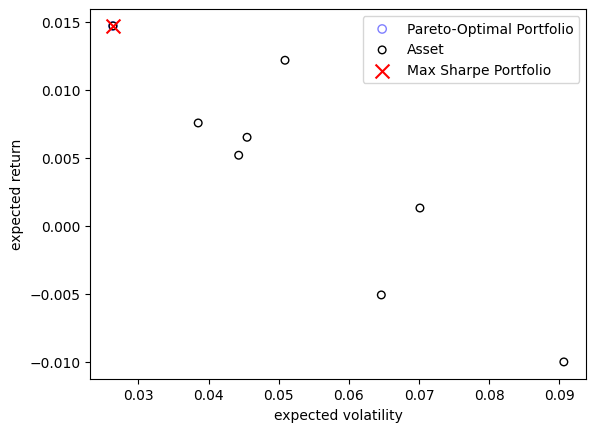 Pareto-Optimal Portfolio
Asset
Max Sharpe Portfolio
0.015
0.010
0.005
0.000
−0.005
−0.010
expected return
0.03 0.04 0.05 0.06 0.07 0.08 0.09
expected volatility